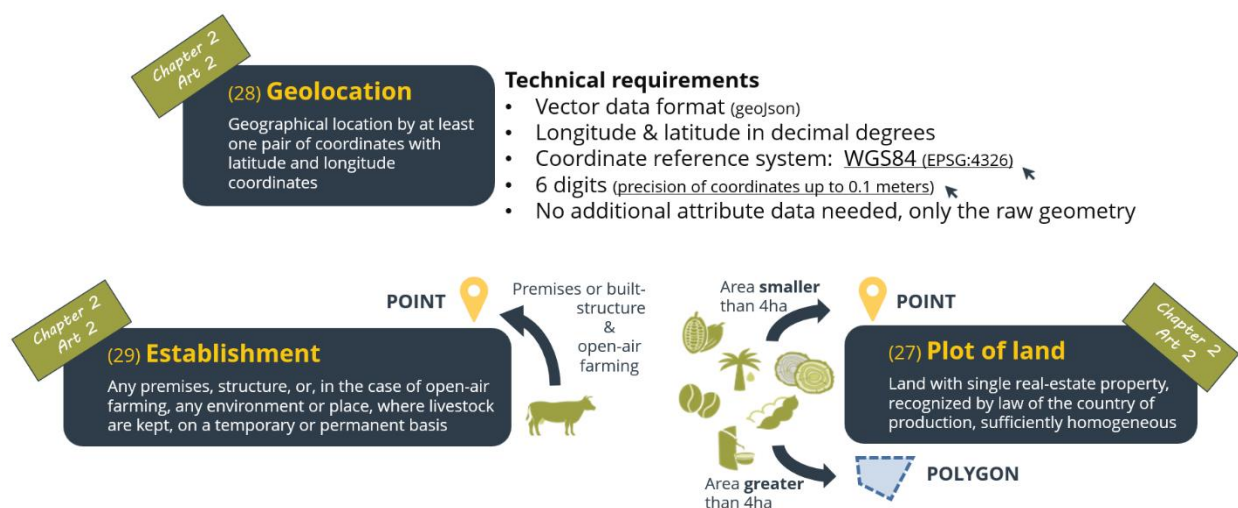 Chapter 2
Art 2
(28) Geolocation
Geographical location by at least
one pair of coordinates with
latitude and longitude
coordinates
Technical requirements
• Vector data format (geoJson)
• Longitude & latitude in decimal degrees
• Coordinate reference system: WGS84 (EPSG:4326)
• 6 digits (precision of coordinates up to 0.1 meters)
• No additional attribute data needed, only the raw geometry
Chapter 2
Art 2
POINT
Premises or built-
structure
&
open-air
farming
(29) Establishment
Any premises, structure, or, in the case of open-air
farming, any environment or place, where livestock
are kept, on a temporary or permanent basis
Area smaller
than 4ha
POINT
Chapter 2
Art 2
(27) Plot of land
Land with single real-estate property,
recognized by law of the country of
production, sufficiently homogeneous
Area greater
than 4ha
POLYGON